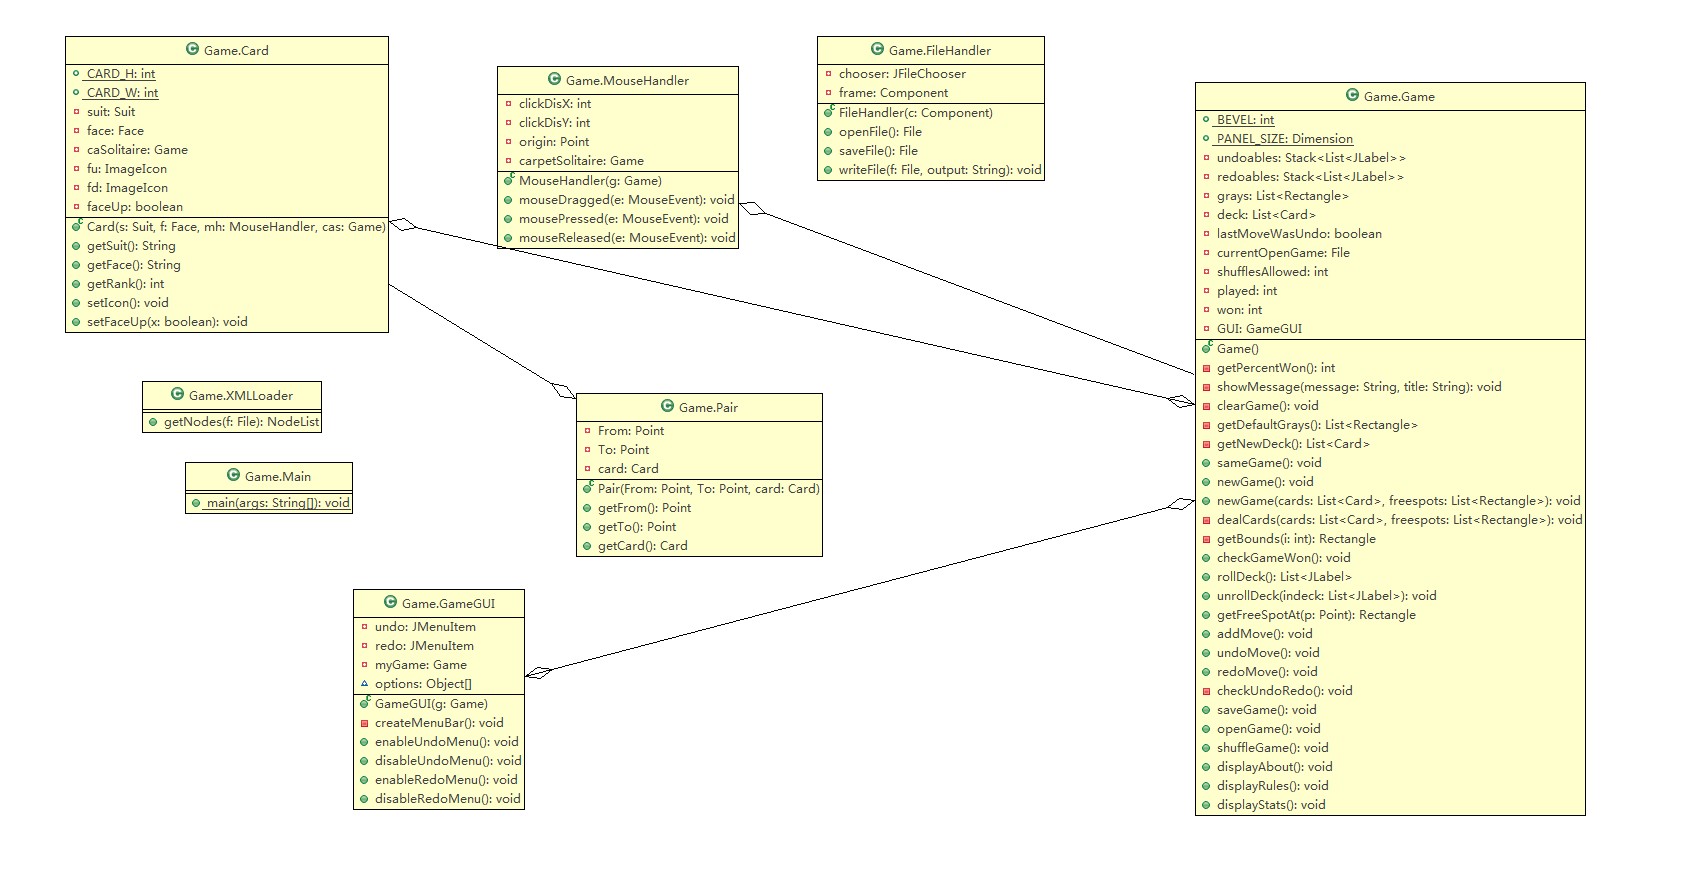 Game.Card
CARD_H: int
CARD_W: int
suit: Suit
face: Face
caSolitaire: Game
fu: ImageIcon
fd: ImageIcon
faceUp: boolean
Card(s: Suit, f: Face, mh: MouseHandler, cas: Game)
getSuit(): String
getFace(): String
getRank(): int
setIcon(): void
setFaceUp(x: boolean): void
Game.MouseHandler
clickDisX: int
clickDisY: int
origin: Point
carpetSolitaire: Game
MouseHandler(g: Game)
mouseDragged(e: MouseEvent): void
mousePressed(e: MouseEvent): void
mouseReleased(e: MouseEvent): void
Game.FileHandler
chooser: JFileChooser
frame: Component
FileHandler(c: Component)
openFile(): File
saveFile(): File
writeFile(f: File, output: String): void
Game.Game
BEVEL: int
PANEL_SIZE: Dimension
undoables: Stack<List<JLabel>>
redoables: Stack<List<JLabel>>
grays: List<Rectangle>
deck: List<Card>
lastMoveWasUndo: boolean
currentOpenGame: File
shufflesAllowed: int
played: int
won: int
GUI: GameGUI
Game()
getPercentWon(): int
showMessage(message: String, title: String): void
clearGame(): void
getDefaultGrays(): List<Rectangle>
getNewDeck(): List<Card>
sameGame(): void
newGame(): void
newGame(cards: List<Card>, freespots: List<Rectangle>): void
dealCards(cards: List<Card>, freespots: List<Rectangle>): void
getBounds(i: int): Rectangle
checkGameWon(): void
rollDeck(): List<JLabel>
unrollDeck(indeck: List<JLabel>): void
getFreeSpotAt(p: Point): Rectangle
addMove(): void
undoMove(): void
redoMove(): void
checkUndoRedo(): void
saveGame(): void
openGame(): void
shuffleGame(): void
displayAbout(): void
displayRules(): void
displayStats(): void
Game.XMLLoader
getNodes(f: File): NodeList
Game.Main
main(args: String[]): void
Game.Pair
From: Point
To: Point
card: Card
Pair(From: Point, To: Point, card: Card)
getFrom(): Point
getTo(): Point
getCard(): Card
Game.GameGUI
undo: JMenuItem
redo: JMenuItem
myGame: Game
options: Object[]
GameGUI(g: Game)
createMenuBar(): void
enableUndoMenu(): void
disableUndoMenu(): void
enableRedoMenu(): void
disableRedoMenu(): void